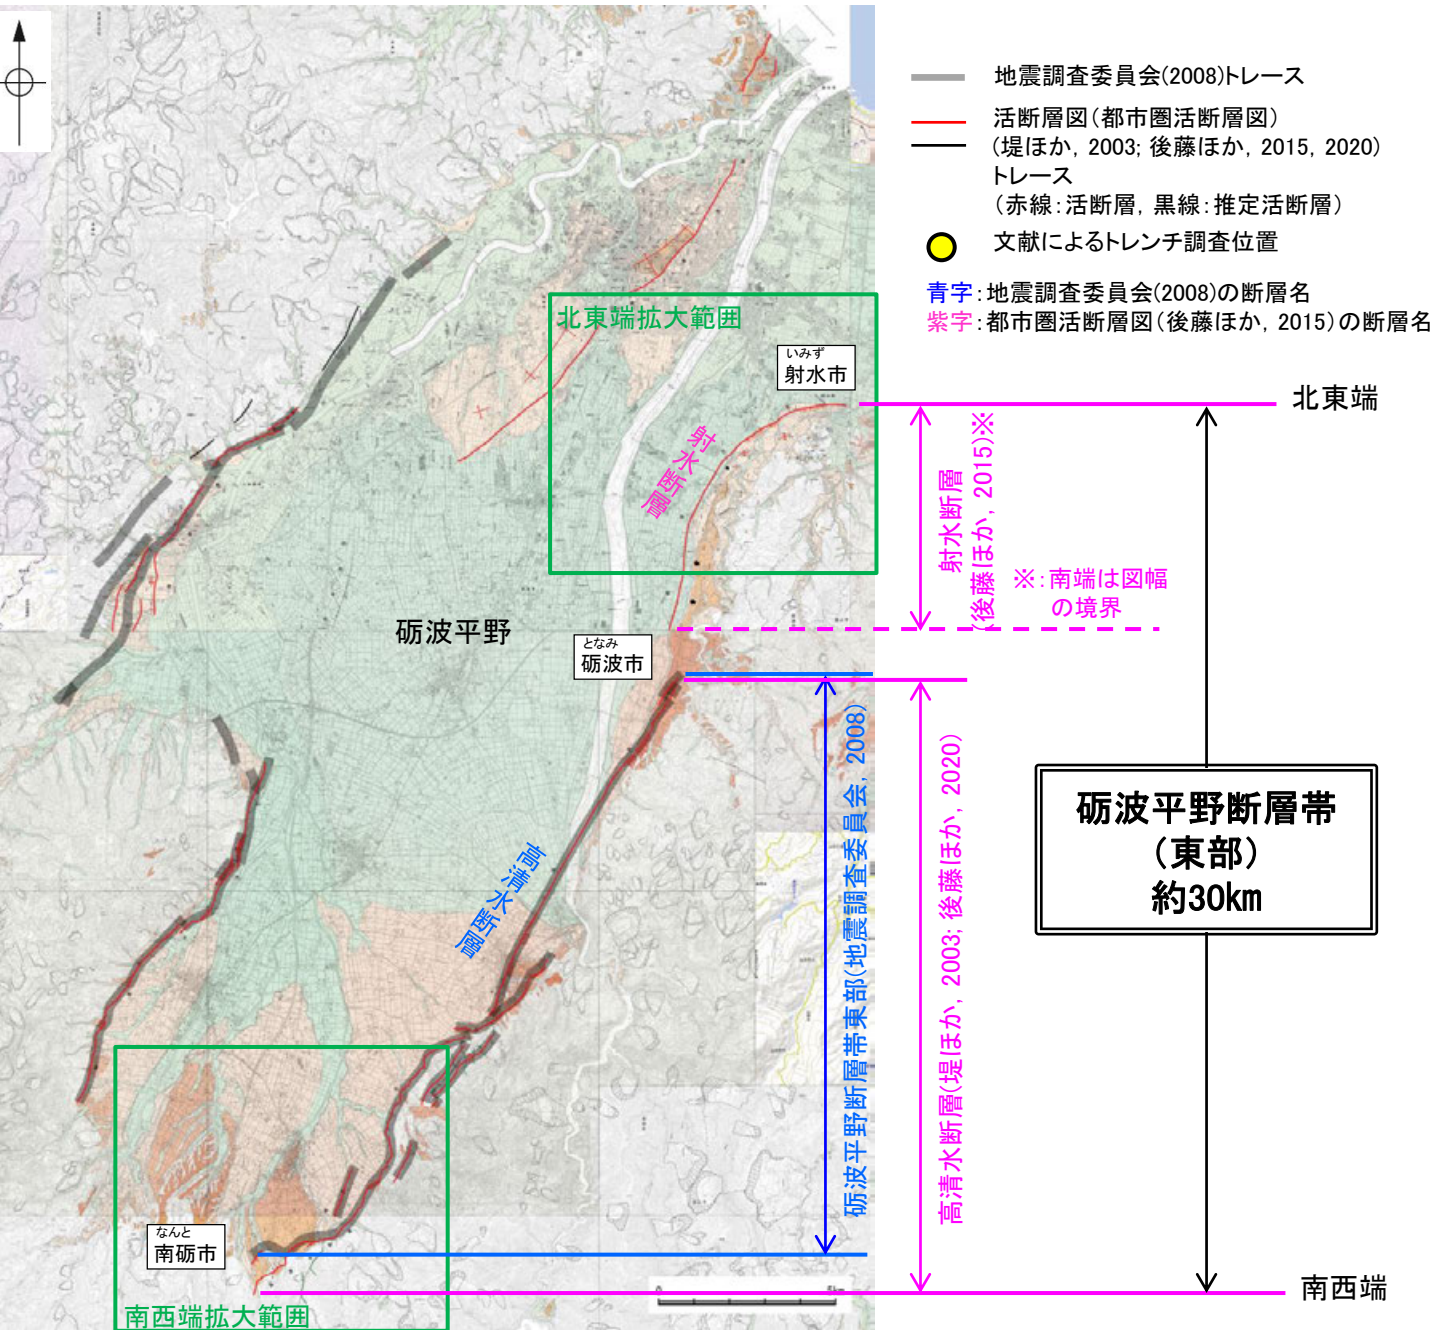 地震調査委員会(2008)トレース
活断層図(都市圏活断層図)
(堤ほか, 2003; 後藤ほか, 2015, 2020)
トレース
(赤線:活断層, 黒線:推定活断層)
文献によるトレンチ調査位置
青字:地震調査委員会(2008)の断層名
紫字:都市圏活断層図(後藤ほか, 2015)の断層名
北東端拡大範囲
いみず
射水市
北東端
射水断層
射水断層
(後藤ほか, 2015)※
※:南端は図幅
の境界
砺波平野
となみ
砺波市
砺波平野断層帯東部(地震調査委員会, 2008)
高清水断層(堤ほか, 2003; 後藤ほか, 2020)
砺波平野断層帯
(東部)
約30km
高清水断層
なんと
南砺市
南西端拡大範囲
南西端